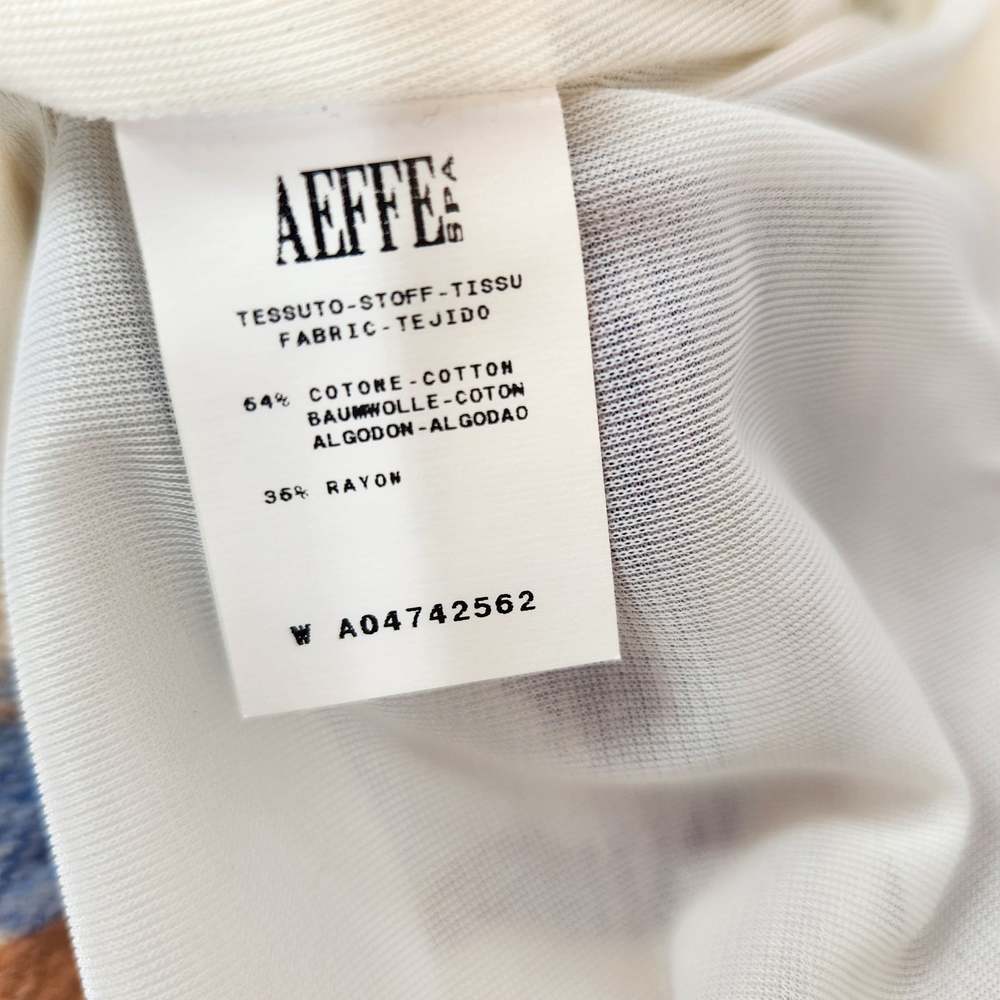 AEFFE SPA
TESSUTO-STOFF-TISSU
FABRIC-TEJIDO
64% COTONE-COTTON
BAUMWOLLE-COTON
ALGODON-ALGODAO
36% RAYON
W A04742562